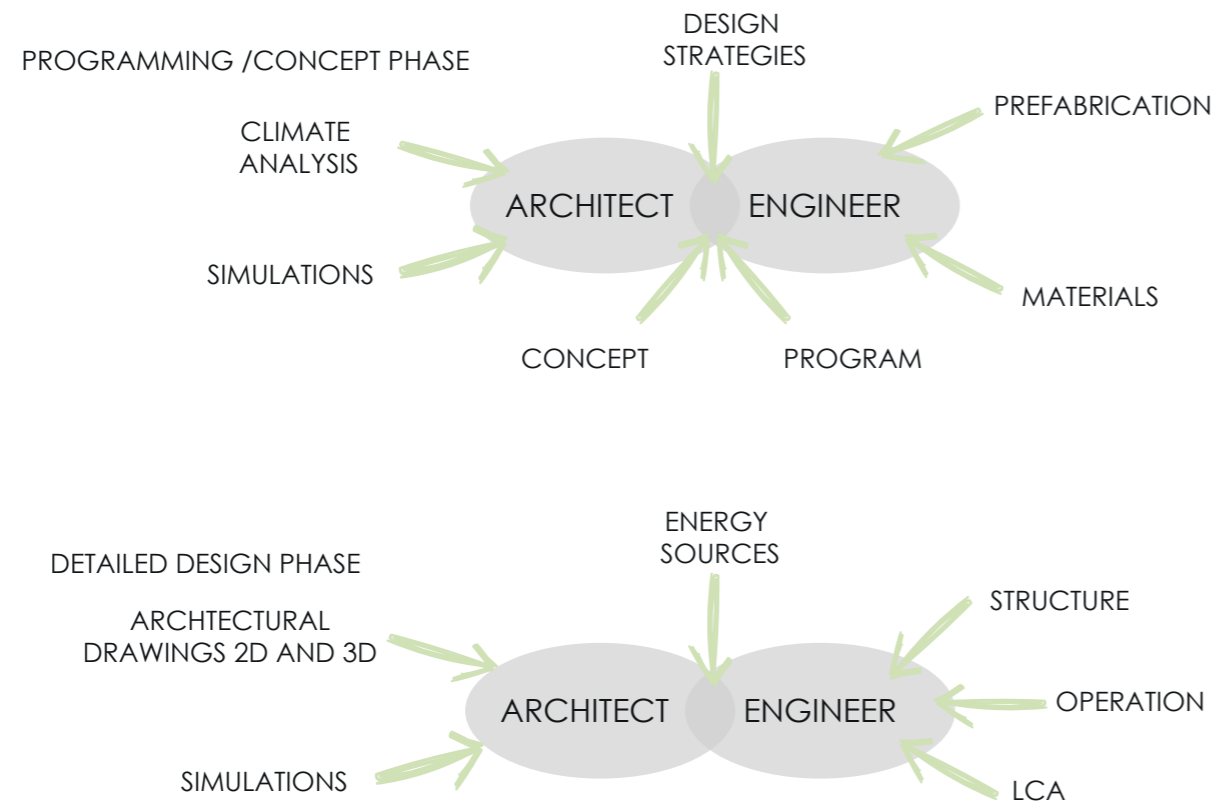 DESIGN
STRATEGIES
PROGRAMMING /CONCEPT PHASE
PREFABRICATION
CLIMATE
ANALYSIS
ARCHITECT
ENGINEER
SIMULATIONS
MATERIALS
CONCEPT
PROGRAM
ENERGY
SOURCES
DETAILED DESIGN PHASE
STRUCTURE
ARCHTECTURAL
DRAWINGS 2D AND 3D
OPERATION
ARCHITECT
ENGINEER
SIMULATIONS
LCA